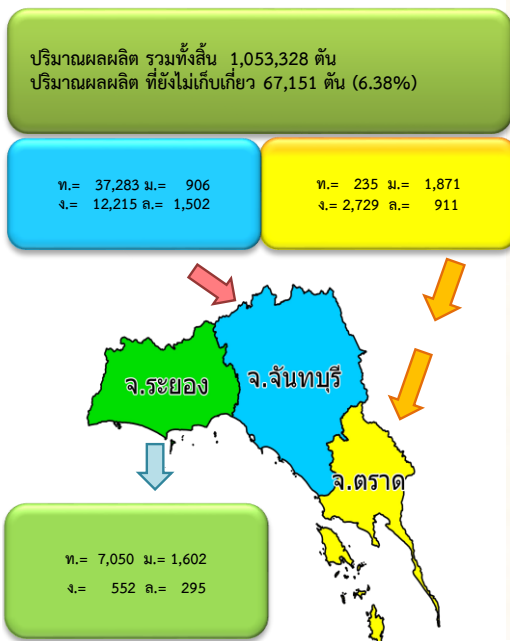 ปริมาณผลผลิต รวมทั้งสิ้น 1,053,328 ตัน
ปริมาณผลผลิต ที่ยังไม่เก็บเกี่ยว 67,151 ตัน (6.38%)
ท.= 37,283 ม.= 906
ง.= 12,215 ล.= 1,502
ท.= 235 ม.= 1,871
ง.= 2,729 ล.= 911
จ.ระยอง
จ.จันทบุรี
จ.ตราด
ท.= 7,050 ม.= 1,602
ง.= 552 ล.= 295